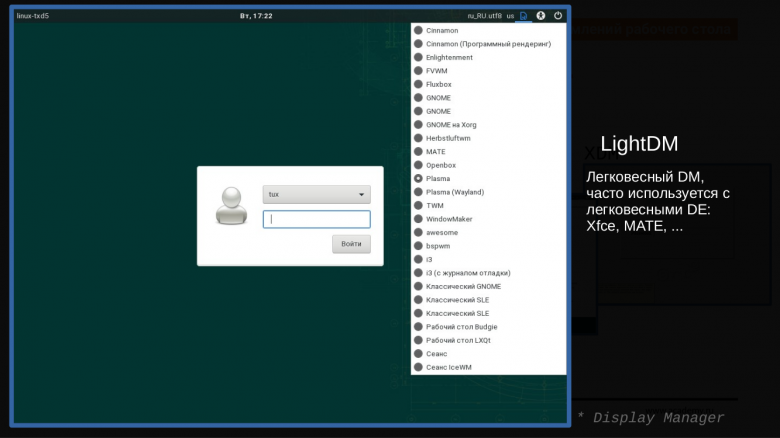 linux-txd5
Вт, 17:22
ru_RU.utf8 us
Cinnamon
Cinnamon (Программный рендеринг)
Enlightenment
FVWM
Fluxbox
GNOME
GNOME
GNOME на Xorg
Herbstluftwm
MATE
Openbox
Plasma
Plasma (Wayland)
TWM
WindowMaker
awesome
bspwm
i3
i3 (с журналом отладки)
Классический GNOME
Классический SLE
Классический SLE
Рабочий стол Budgie
Рабочий стол LXQt
Сеанс
Сеанс IceWM
tux
Войти
LightDM
Легковесный DM,
часто используется с
легковесными DE:
Xfce, MATE, ...
* Display Manager